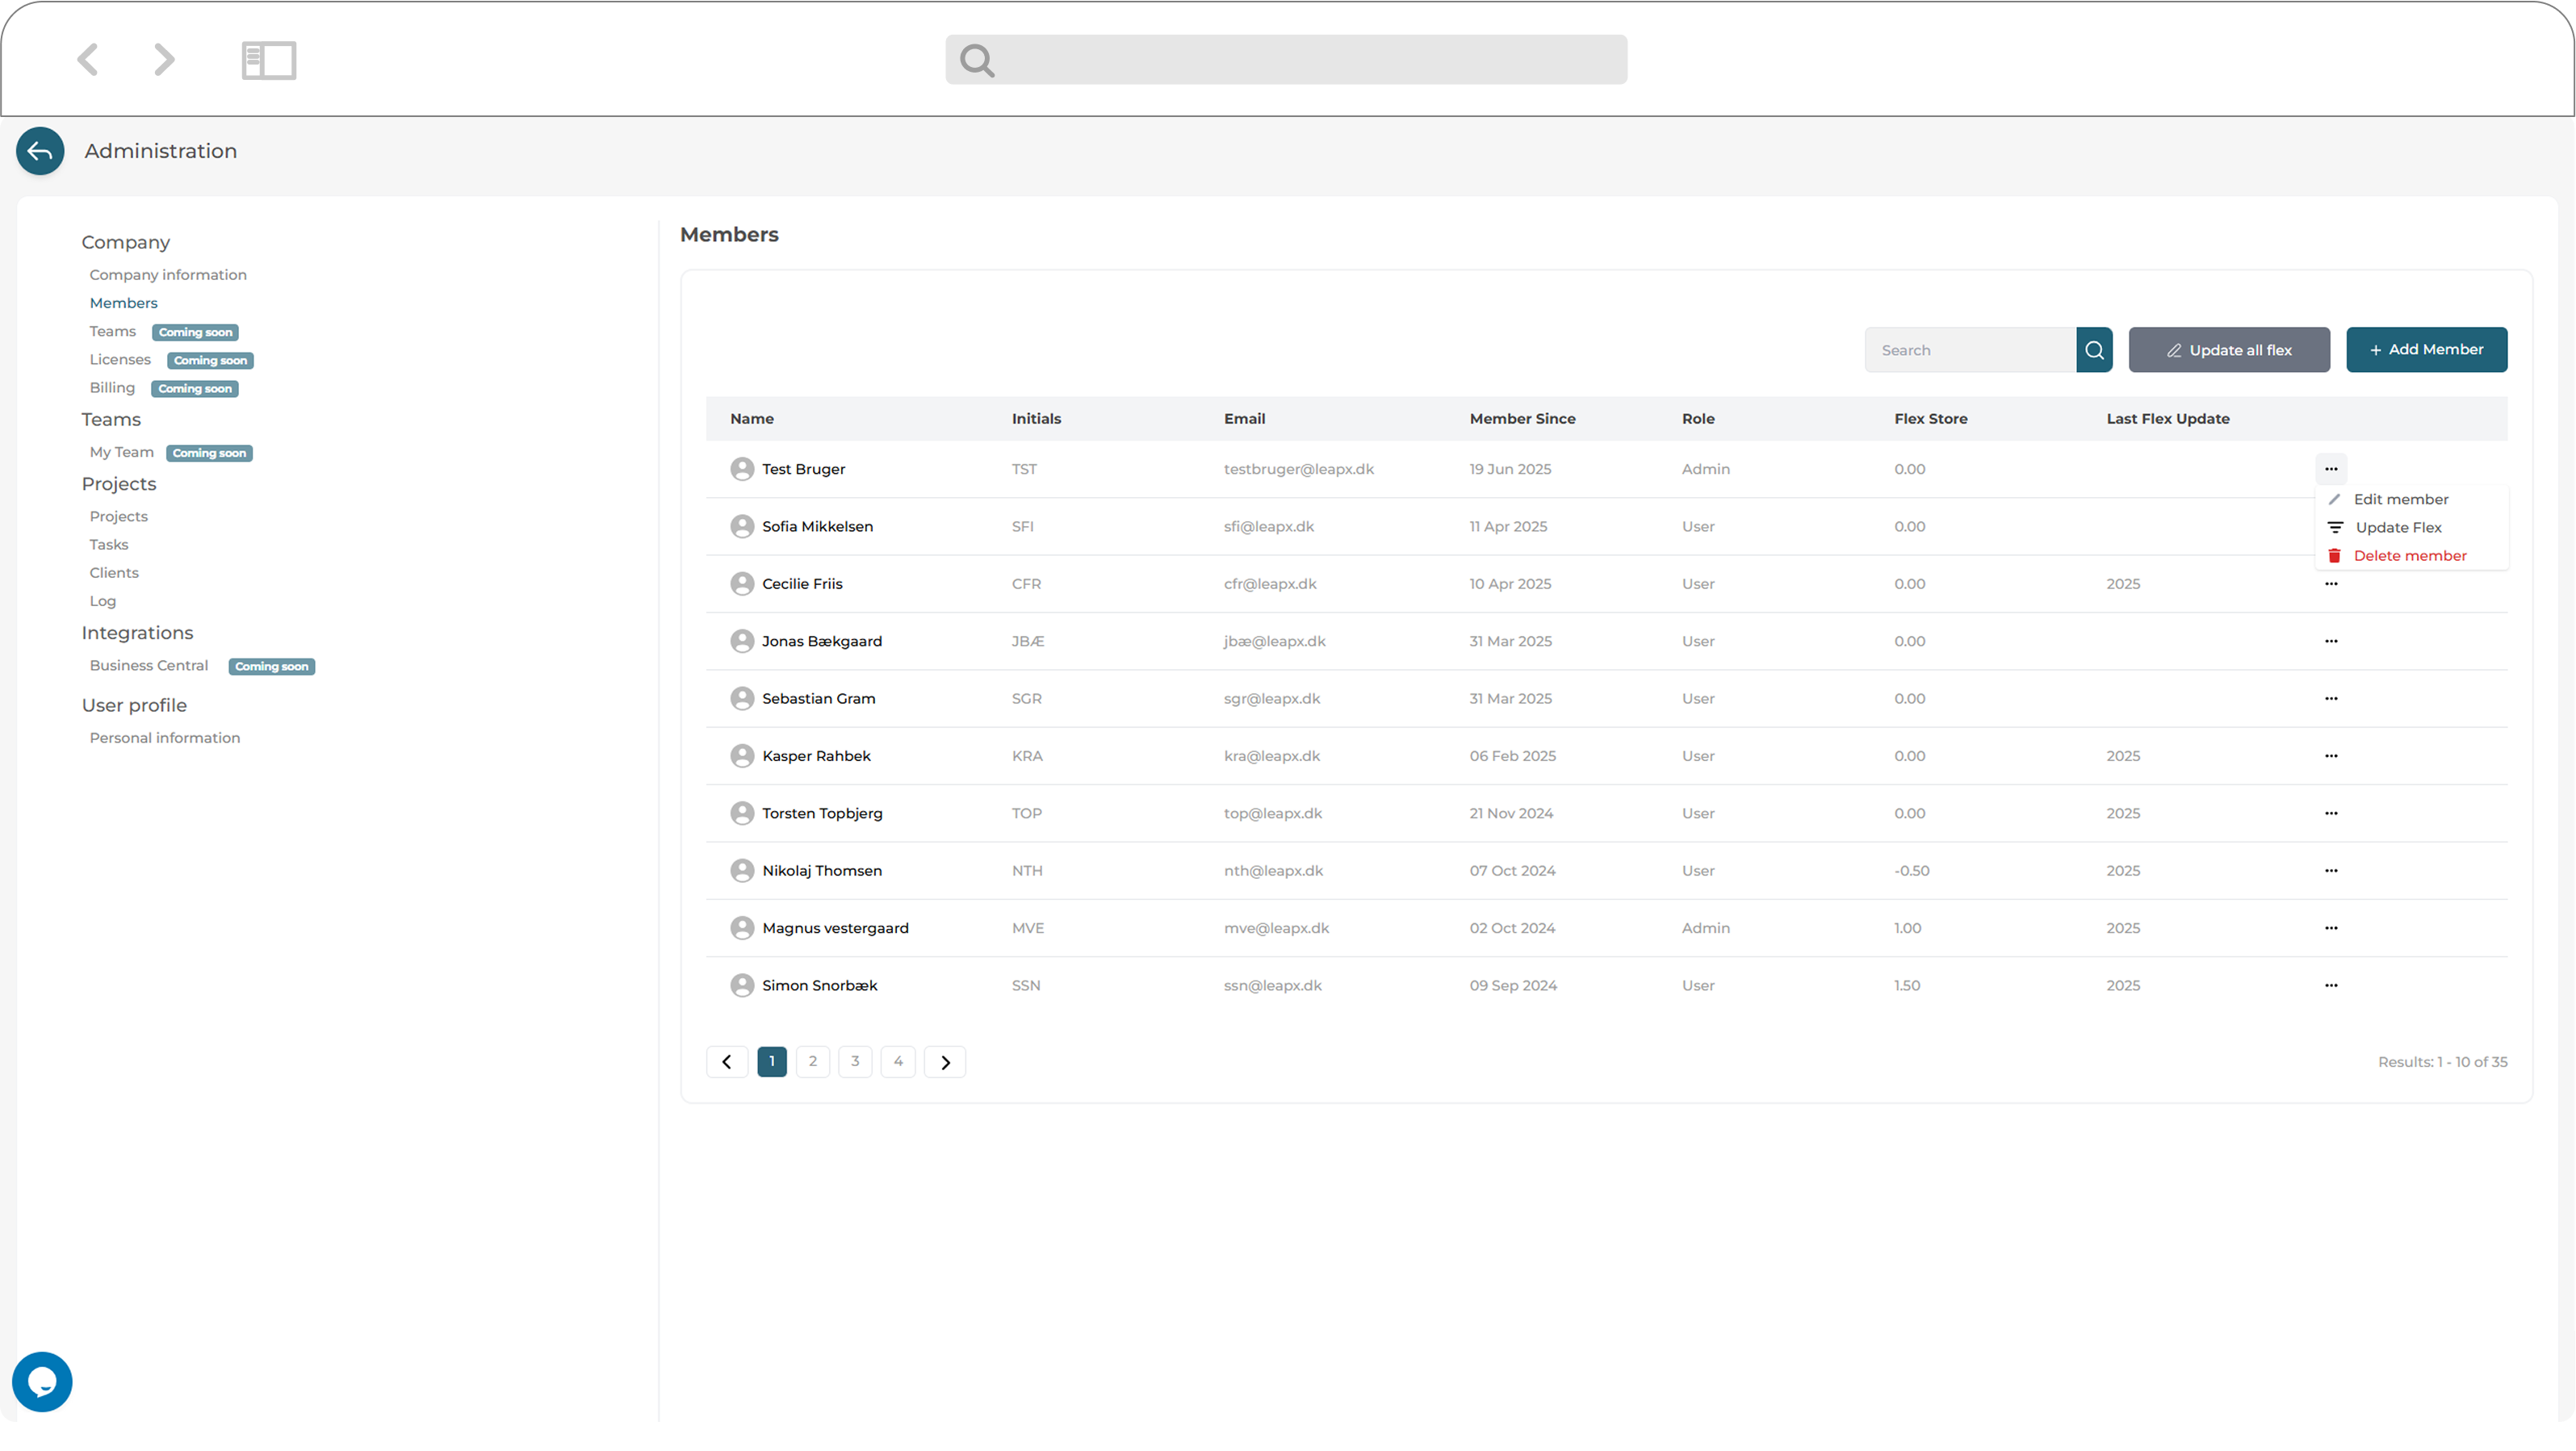 Administration
Company
Company information
Members
Teams Coming soon
Licenses Coming soon
Billing Coming soon
Teams
My Team Coming soon
Projects
Projects
Tasks
Clients
Log
Integrations
Business Central Coming soon
User profile
Personal information
Members
Search Update all flex + Add Member
Name Initials Email Member Since Role Flex Store Last Flex Update
Test Bruger TST testbruger@leapx.dk 19 Jun 2025 Admin 0.00 ...
Edit member
Update Flex
Delete member
Sofia Mikkelsen SFI sfi@leapx.dk 11 Apr 2025 User 0.00
Cecilie Friis CFR cfr@leapx.dk 10 Apr 2025 User 0.00 2025 ...
Jonas Bækgaard JBÆ jbæ@leapx.dk 31 Mar 2025 User 0.00 ...
Sebastian Gram SGR sgr@leapx.dk 31 Mar 2025 User 0.00 ...
Kasper Rahbek KRA kra@leapx.dk 06 Feb 2025 User 0.00 2025 ...
Torsten Topbjerg TOP top@leapx.dk 21 Nov 2024 User 0.00 2025 ...
Nikolaj Thomsen NTH nth@leapx.dk 07 Oct 2024 User -0.50 2025 ...
Magnus vestergaard MVE mve@leapx.dk 02 Oct 2024 Admin 1.00 2025 ...
Simon Snorbæk SSN ssn@leapx.dk 09 Sep 2024 User 1.50 2025 ...
1 2 3 4
Results: 1 - 10 of 35